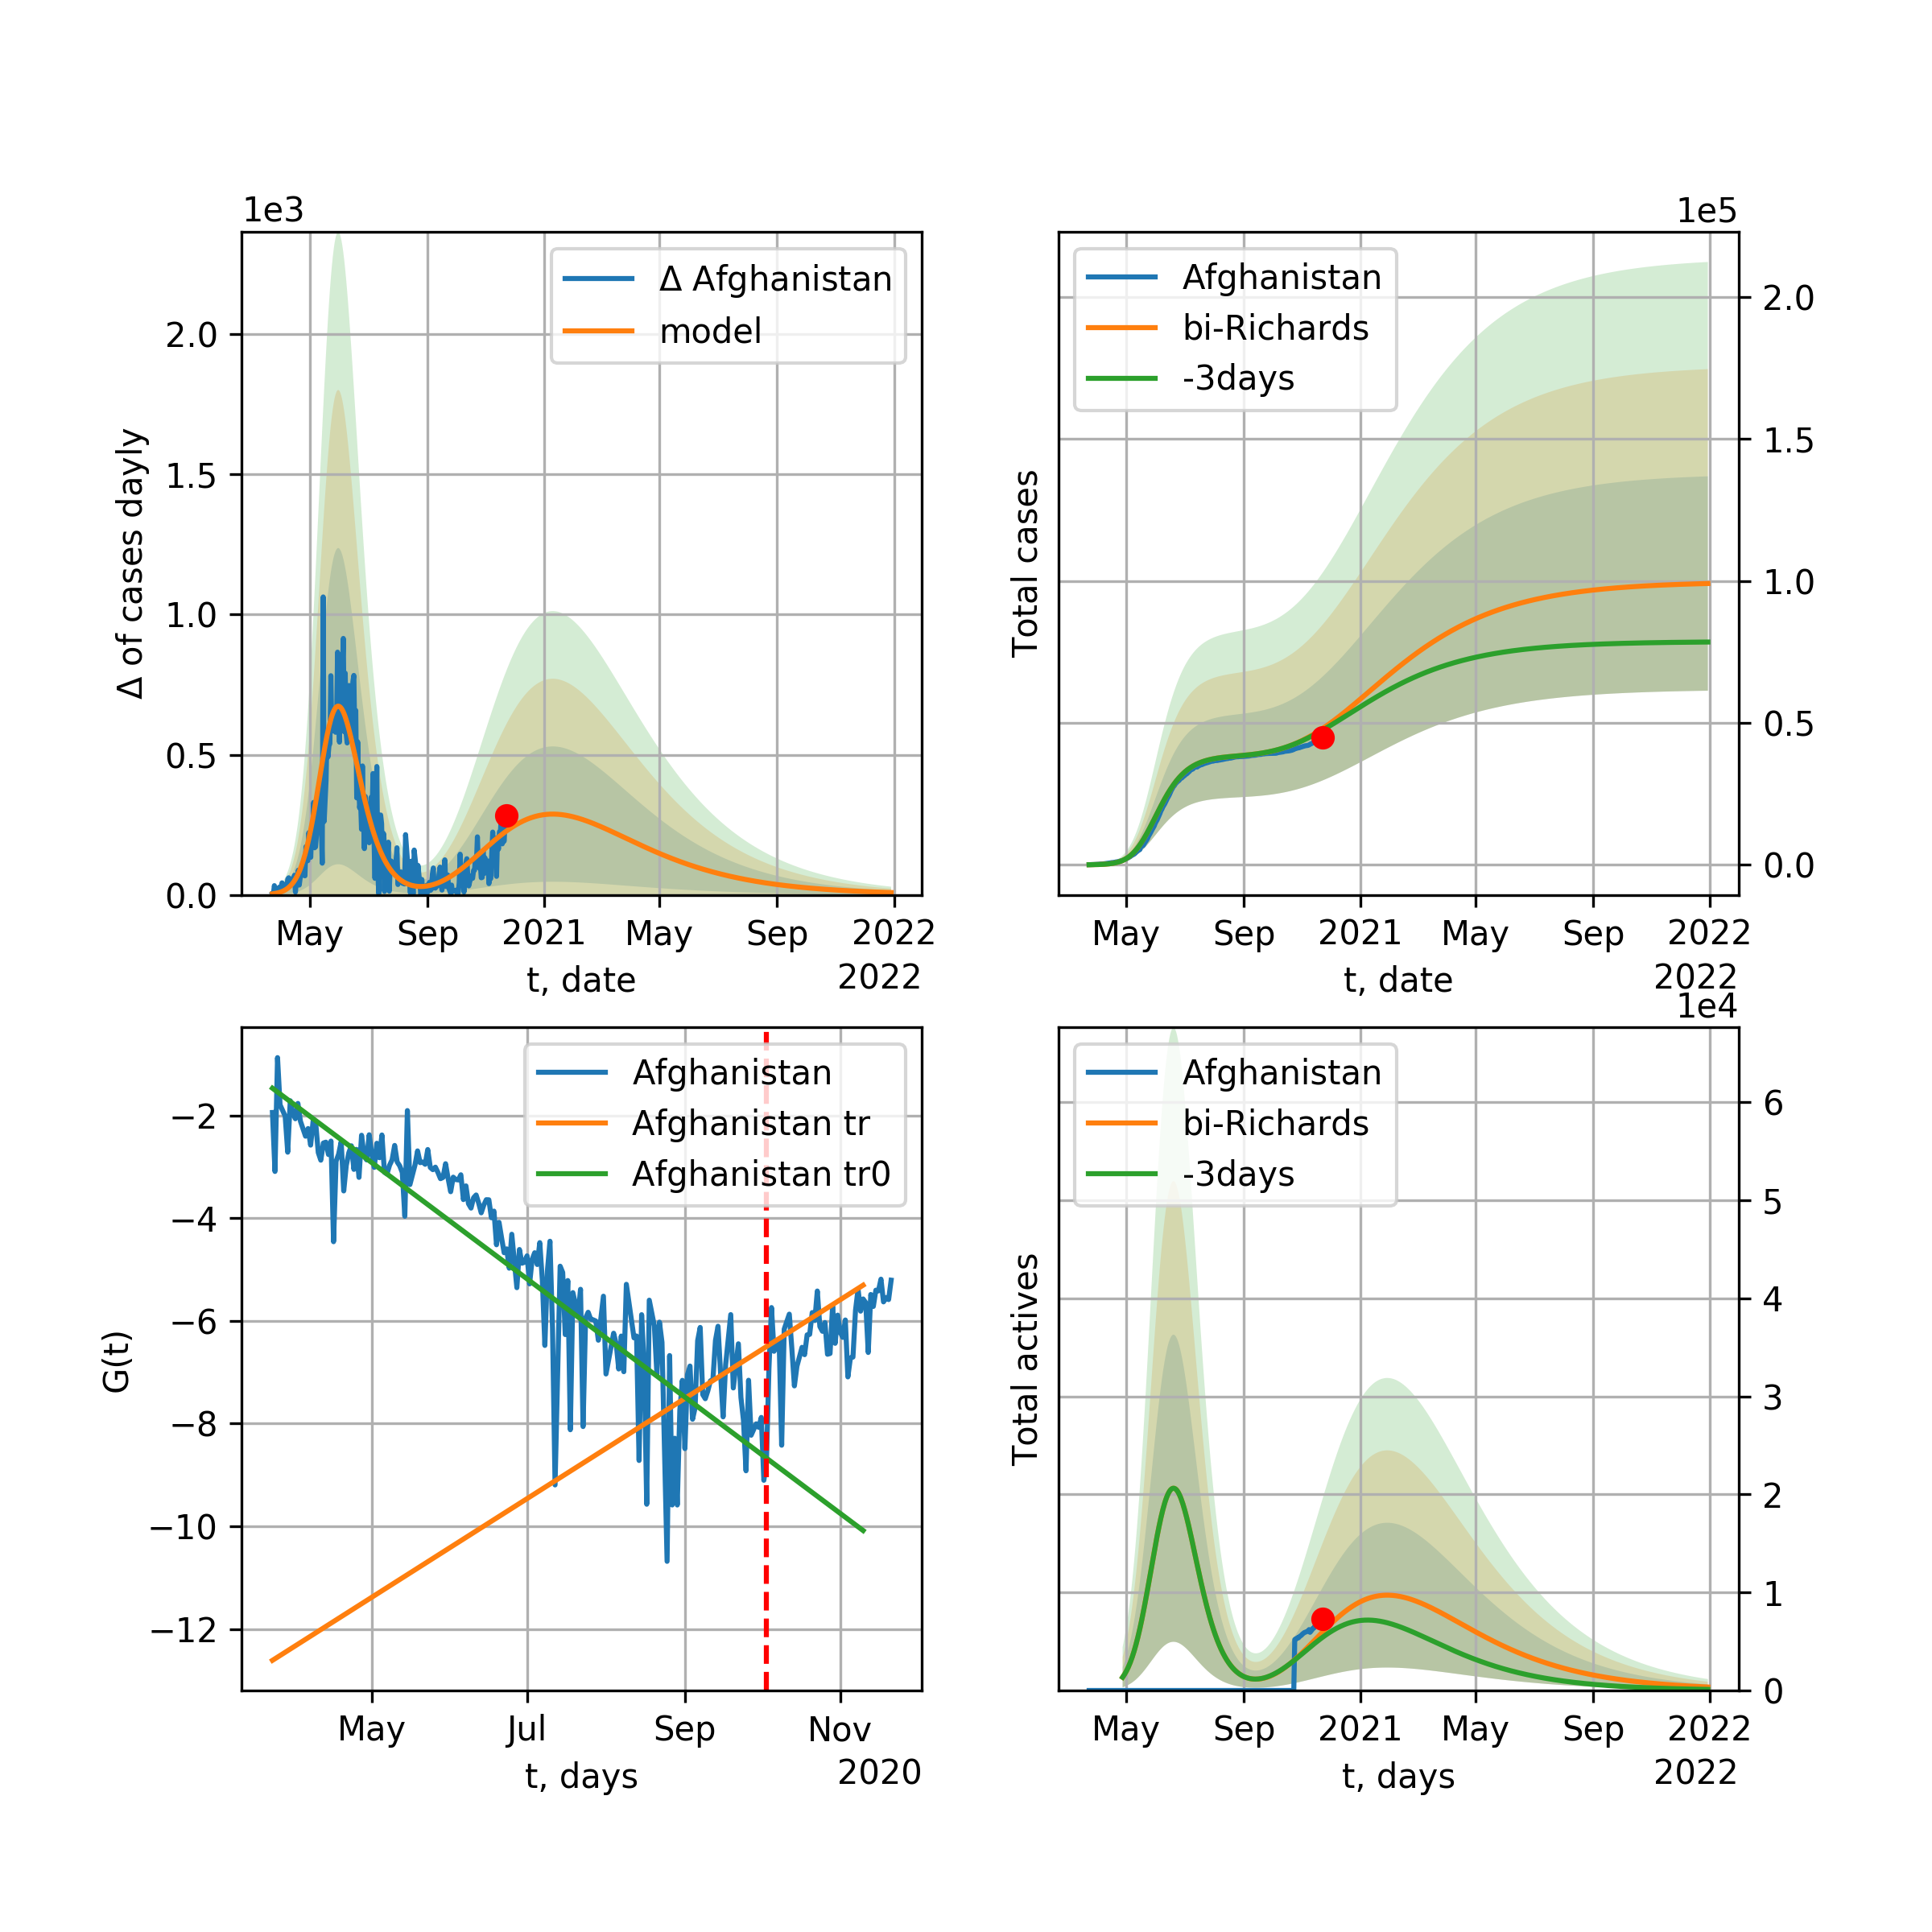 1e3
Δ of cases dayly
2.0
1.5
1.0
0.5
0.0
Δ Afghanistan
model
May Sep 2021 May Sep 2022
t, date
2022
1e5
Total cases
Afghanistan
bi-Richards
-3days
2.0
1.5
1.0
0.5
0.0
May Sep 2021 May Sep 2022
t, date
2022
G(t)
−2
−4
−6
−8
−10
−12
Afghanistan
Afghanistan tr
Afghanistan tr0
May Jul Sep Nov
t, days
2020
1e4
Total actives
Afghanistan
bi-Richards
-3days
6
5
4
3
2
1
0
May Sep 2021 May Sep 2022
t, days
2022